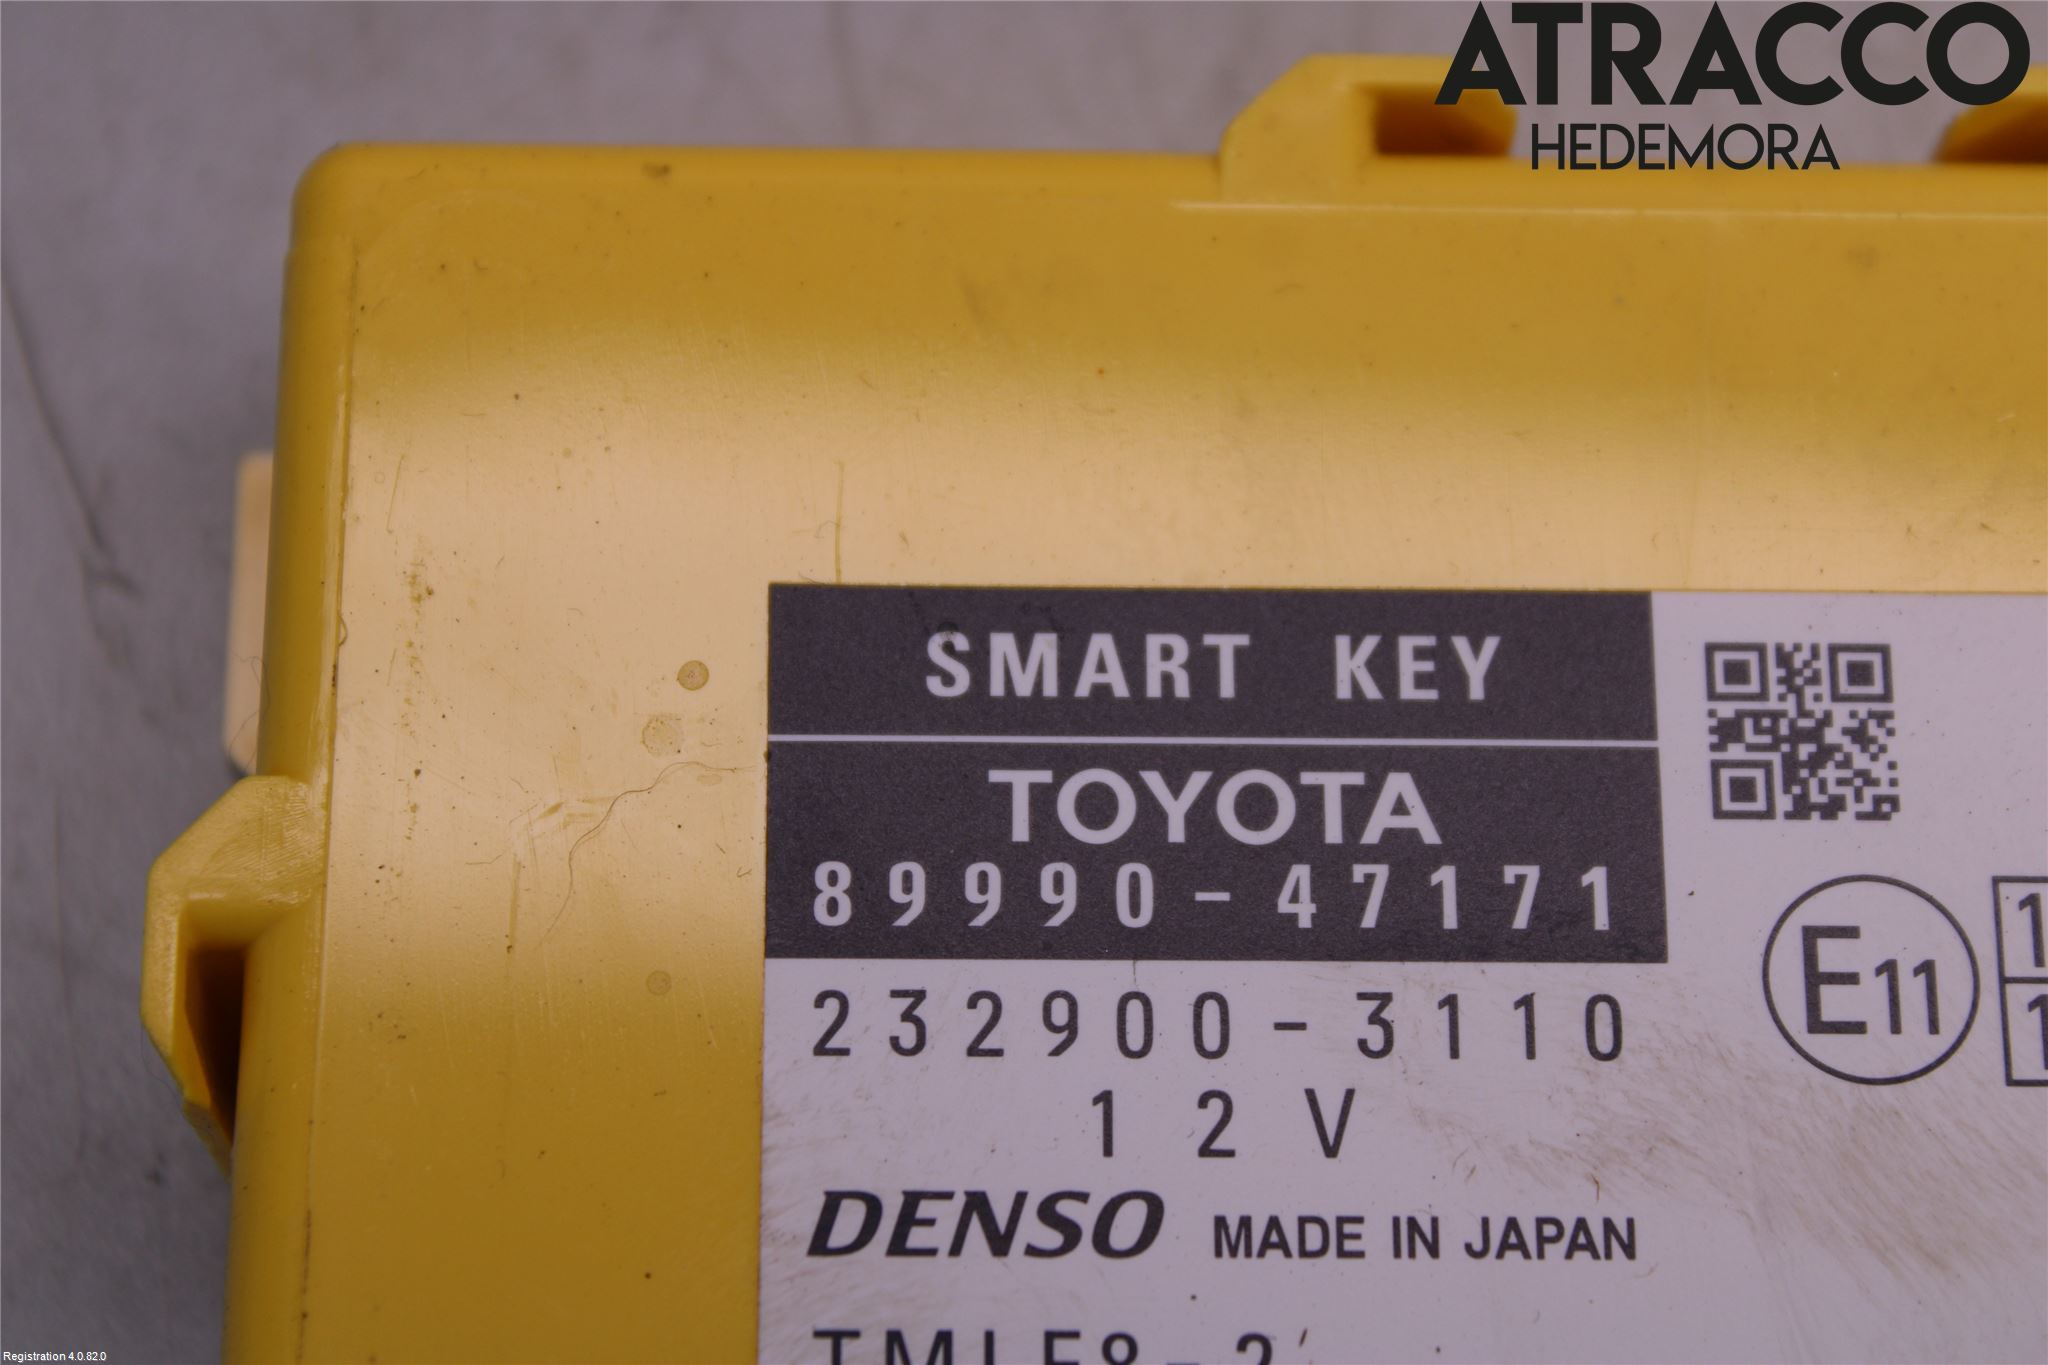 ATRACCO
HEDEMORA
SMART KEY
TOYOTA
89990-47171
232900-3110
12V
E11
DENSO MADE IN JAPAN
Registration 4.0.82.0